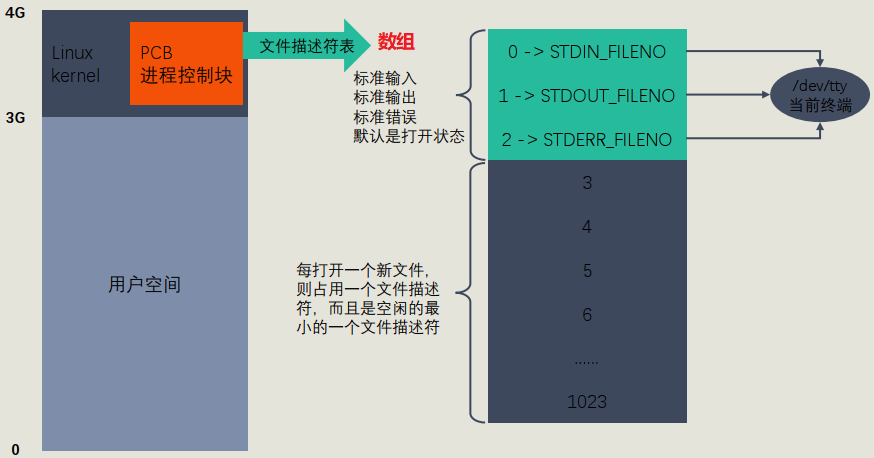 4G
Linux
kernel
PCB
进程控制块
文件描述符表
数组
标准输入
标准输出
标准错误
默认是打开状态
0 -> STDIN_FILENO
1 -> STDOUT_FILENO
2 -> STDERR_FILENO
/dev/tty
当前终端
3G
用户空间
每打开一个新文件，
则占用一个文件描述
符，而且是空闲的最
小的一个文件描述符
3
4
5
6
......
1023
0